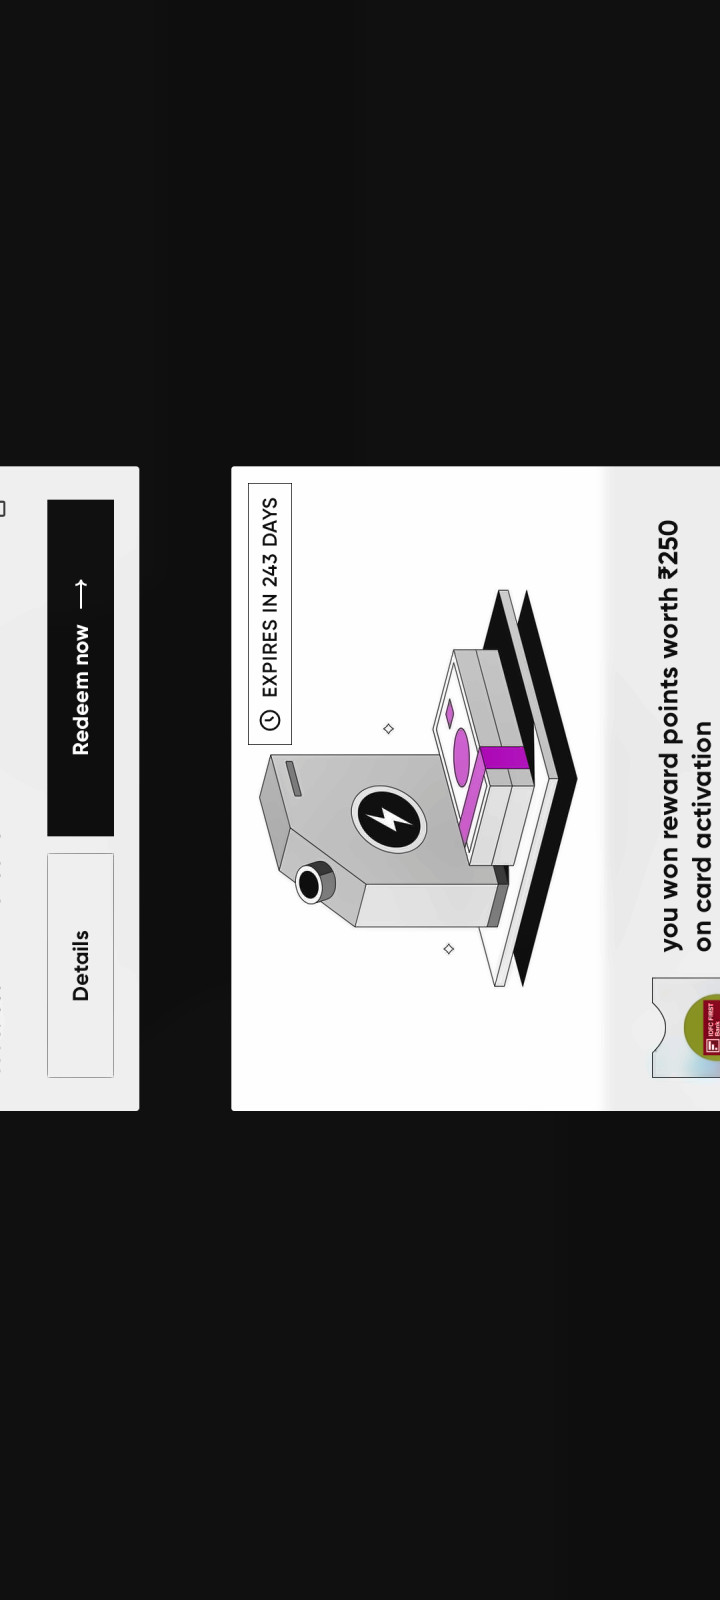 Redeem now
Details
EXPIRES IN 243 DAYS
you won reward points worth ₹250
on card activation
IDFC FIRST
Bank